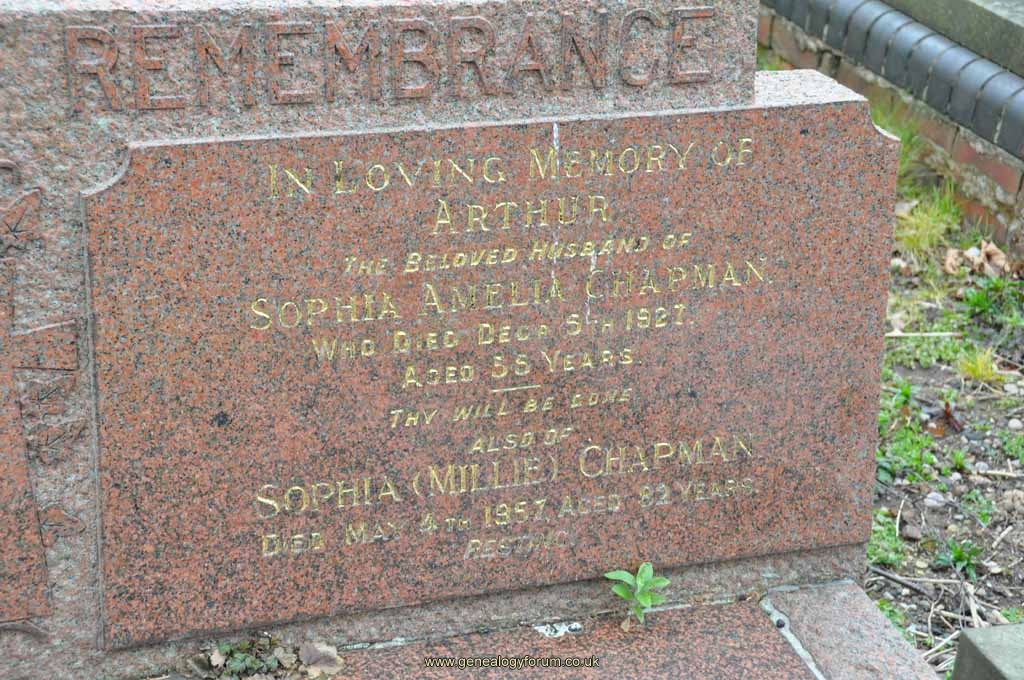 REMEMBRANCE
IN LOVING MEMORY OF
ARTHUR
THE BELOVED HUSBAND OF
SOPHIA AMELIA CHAPMAN.
WHO DIED DECR 5TH 1927.
AGED YEARS.
THY WILL BE DONE
ALSO OF
SOPHIA (MILLIE) CHAPMAN
DIED MAY 4TH 1957, AGED 82 YEARS.
RESTING.
www.genealogyforum.co.uk